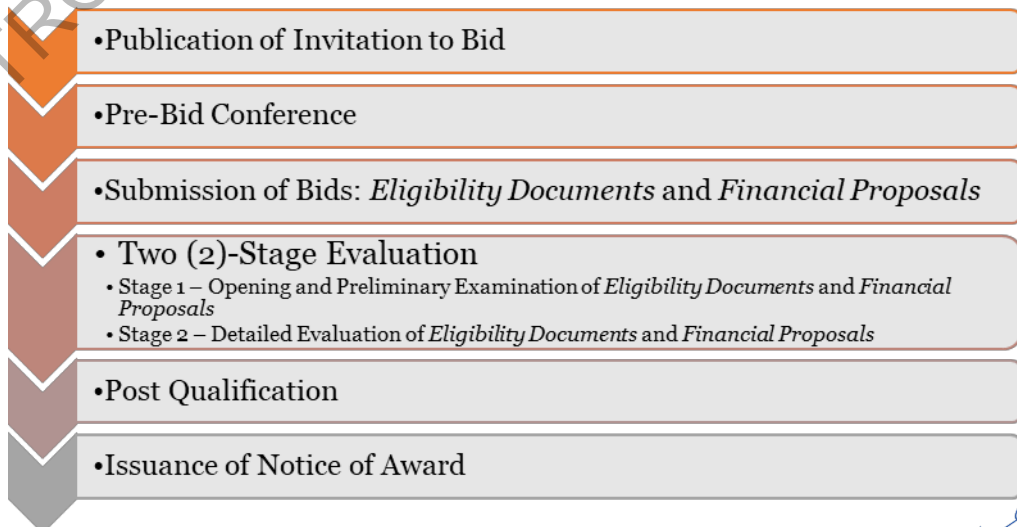 •Publication of Invitation to Bid
•Pre-Bid Conference
•Submission of Bids: Eligibility Documents and Financial Proposals
• Two (2)-Stage Evaluation
• Stage 1 – Opening and Preliminary Examination of Eligibility Documents and Financial
Proposals
• Stage 2 – Detailed Evaluation of Eligibility Documents and Financial Proposals
•Post Qualification
•Issuance of Notice of Award